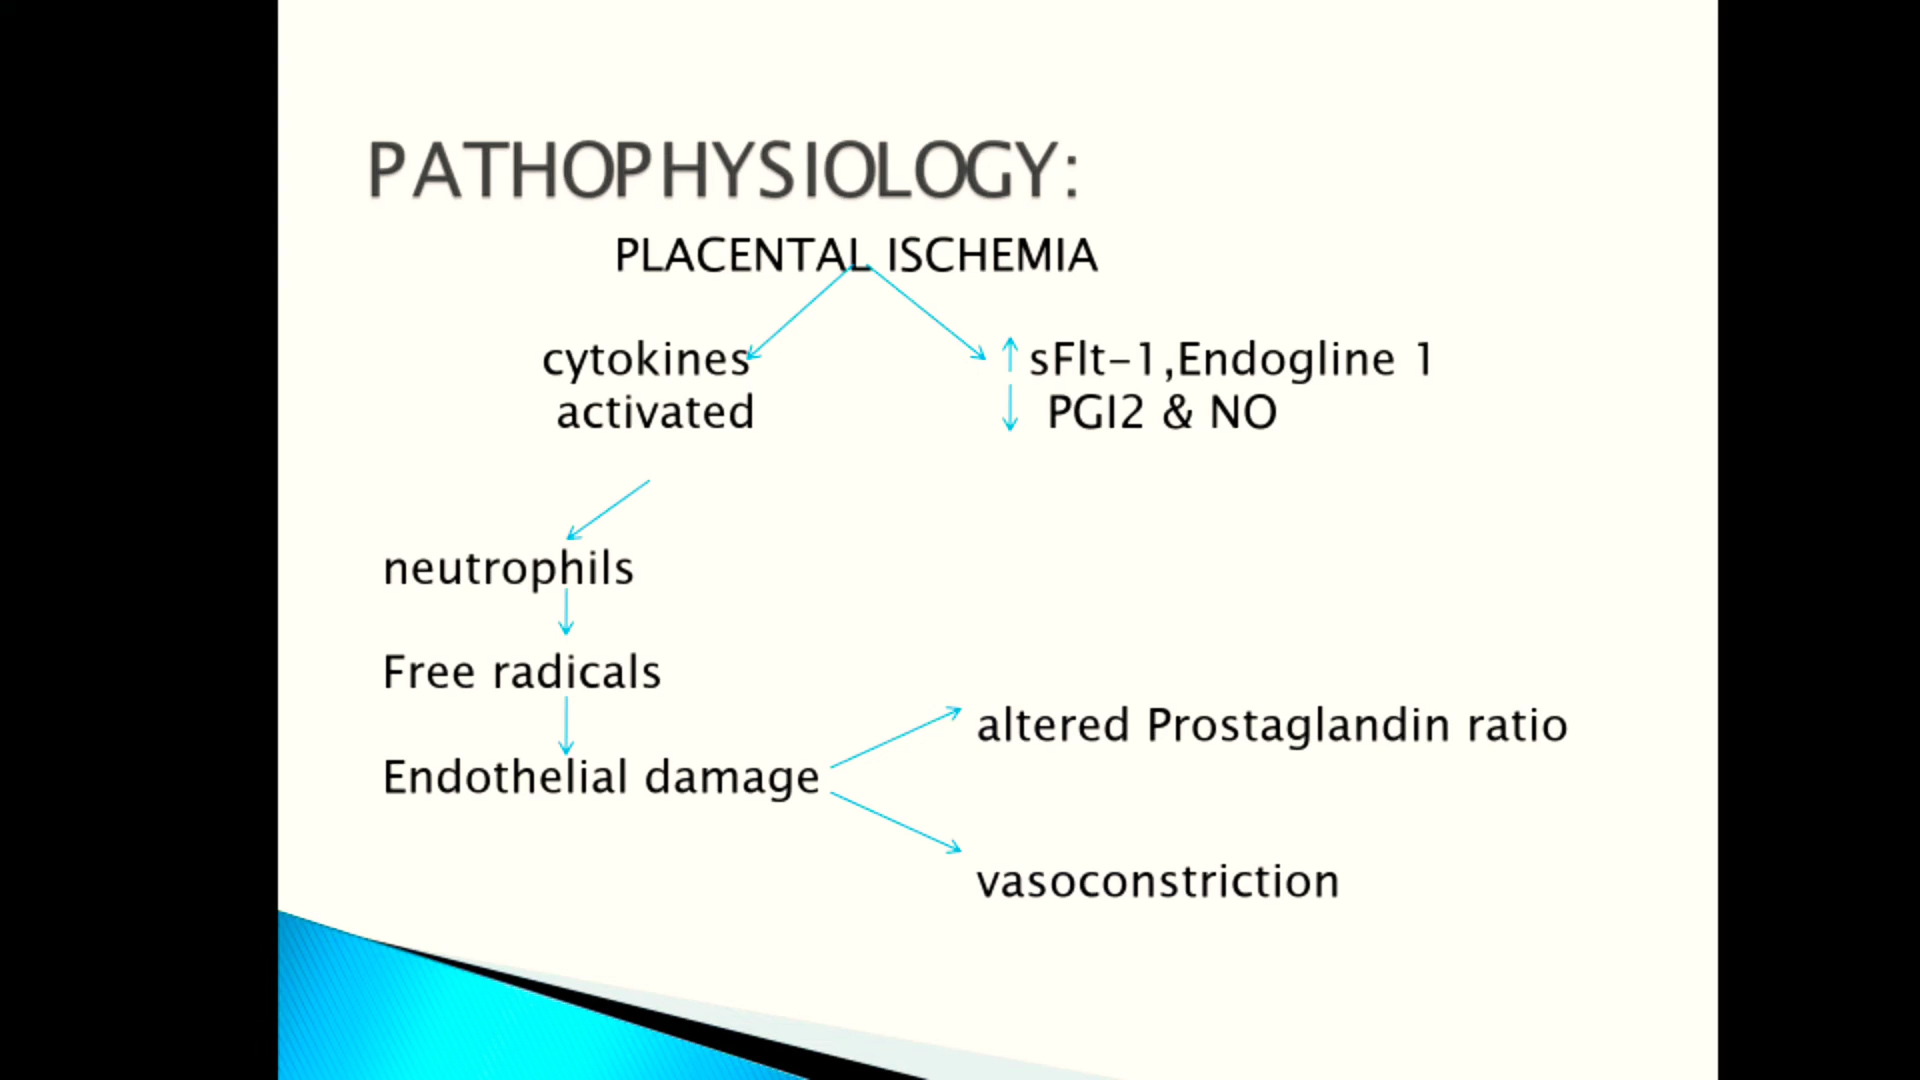 PATHOPHYSIOLOGY:
PLACENTAL ISCHEMIA
cytokines
activated
sFlt-1,Endogline 1
PGI2 & NO
neutrophils
Free radicals
Endothelial damage
altered Prostaglandin ratio
vasoconstriction